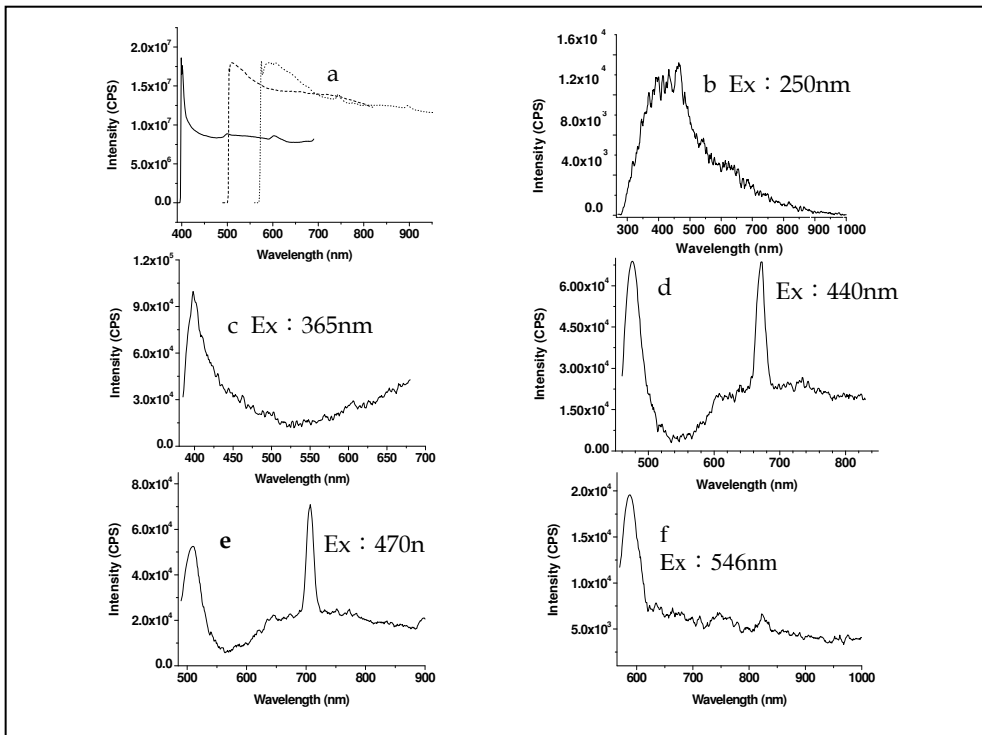 2.0x10⁷
1.5x10⁷
1.0x10⁷
5.0x10⁶
0.0
Intensity (CPS)
a
400 500 600 700 800 900
Wavelength (nm)
1.6x10⁴
1.2x10⁴
8.0x10³
4.0x10³
0.0
Intensity (CPS)
b Ex：250nm
300 400 500 600 700 800 900 1000
Wavelength (nm)
1.2x10⁵
9.0x10⁴
6.0x10⁴
3.0x10⁴
0.0
Intensity (CPS)
c Ex：365nm
400 450 500 550 600 650 700
Wavelength (nm)
6.00x10⁴
4.50x10⁴
3.00x10⁴
1.50x10⁴
0.00
Intensity (CPS)
d Ex：440nm
500 600 700 800
Wavelength (nm)
8.0x10⁴
6.0x10⁴
4.0x10⁴
2.0x10⁴
0.0
Intensity (CPS)
e Ex：470n
500 600 700 800 900
Wavelength (nm)
2.0x10⁴
1.5x10⁴
1.0x10⁴
5.0x10³
Intensity (CPS)
f
Ex：546nm
600 700 800 900 1000
Wavelength (nm)